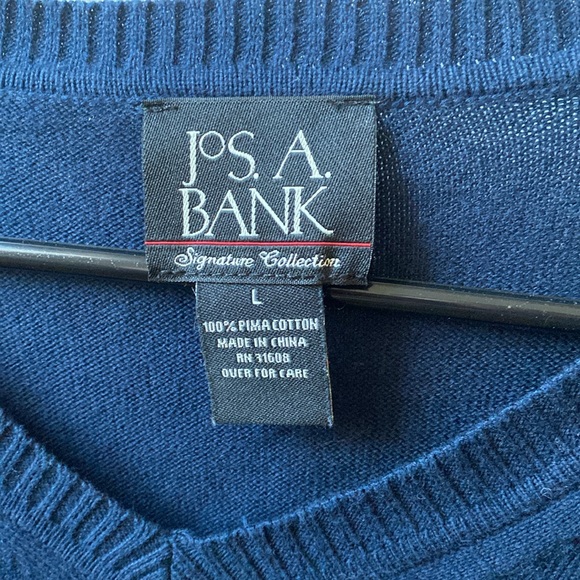 JOS. A.
BANK
Signature Collection
L
100% PIMA COTTON
MADE IN CHINA
RN 31608
OVER FOR CARE